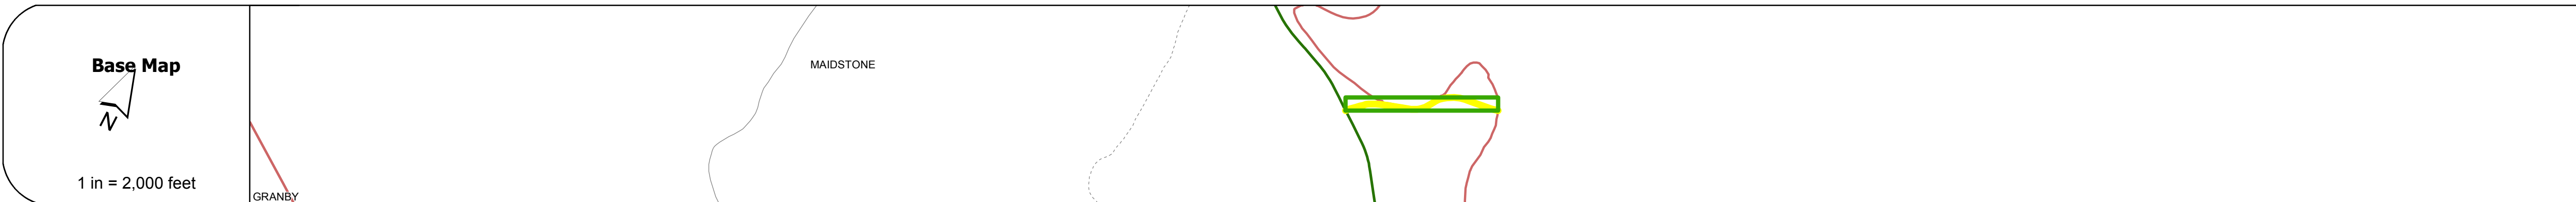 Base Map
N
1 in = 2,000 feet
MAIDSTONE
GRANBY